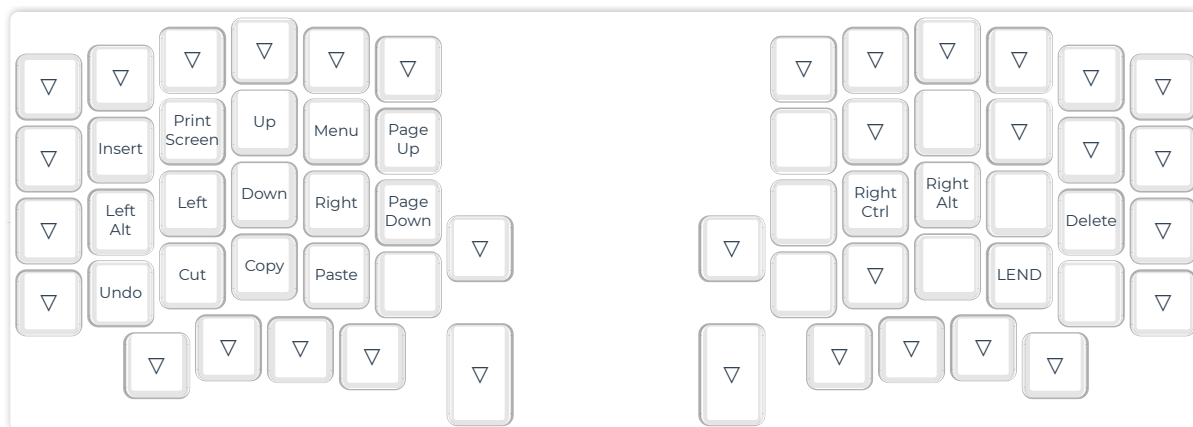 ▽ ▽ ▽ ▽ ▽ ▽ ▽ ▽ ▽ ▽ ▽ ▽
▽ Insert Print Screen Up Menu Page Up ▽ ▽ ▽ ▽
▽ Left Alt Left Down Right Page Down Right Ctrl Right Alt Delete ▽
▽ ▽
▽ Undo Cut Copy Paste ▽ LEND ▽
▽ ▽ ▽ ▽ ▽ ▽ ▽ ▽ ▽ ▽